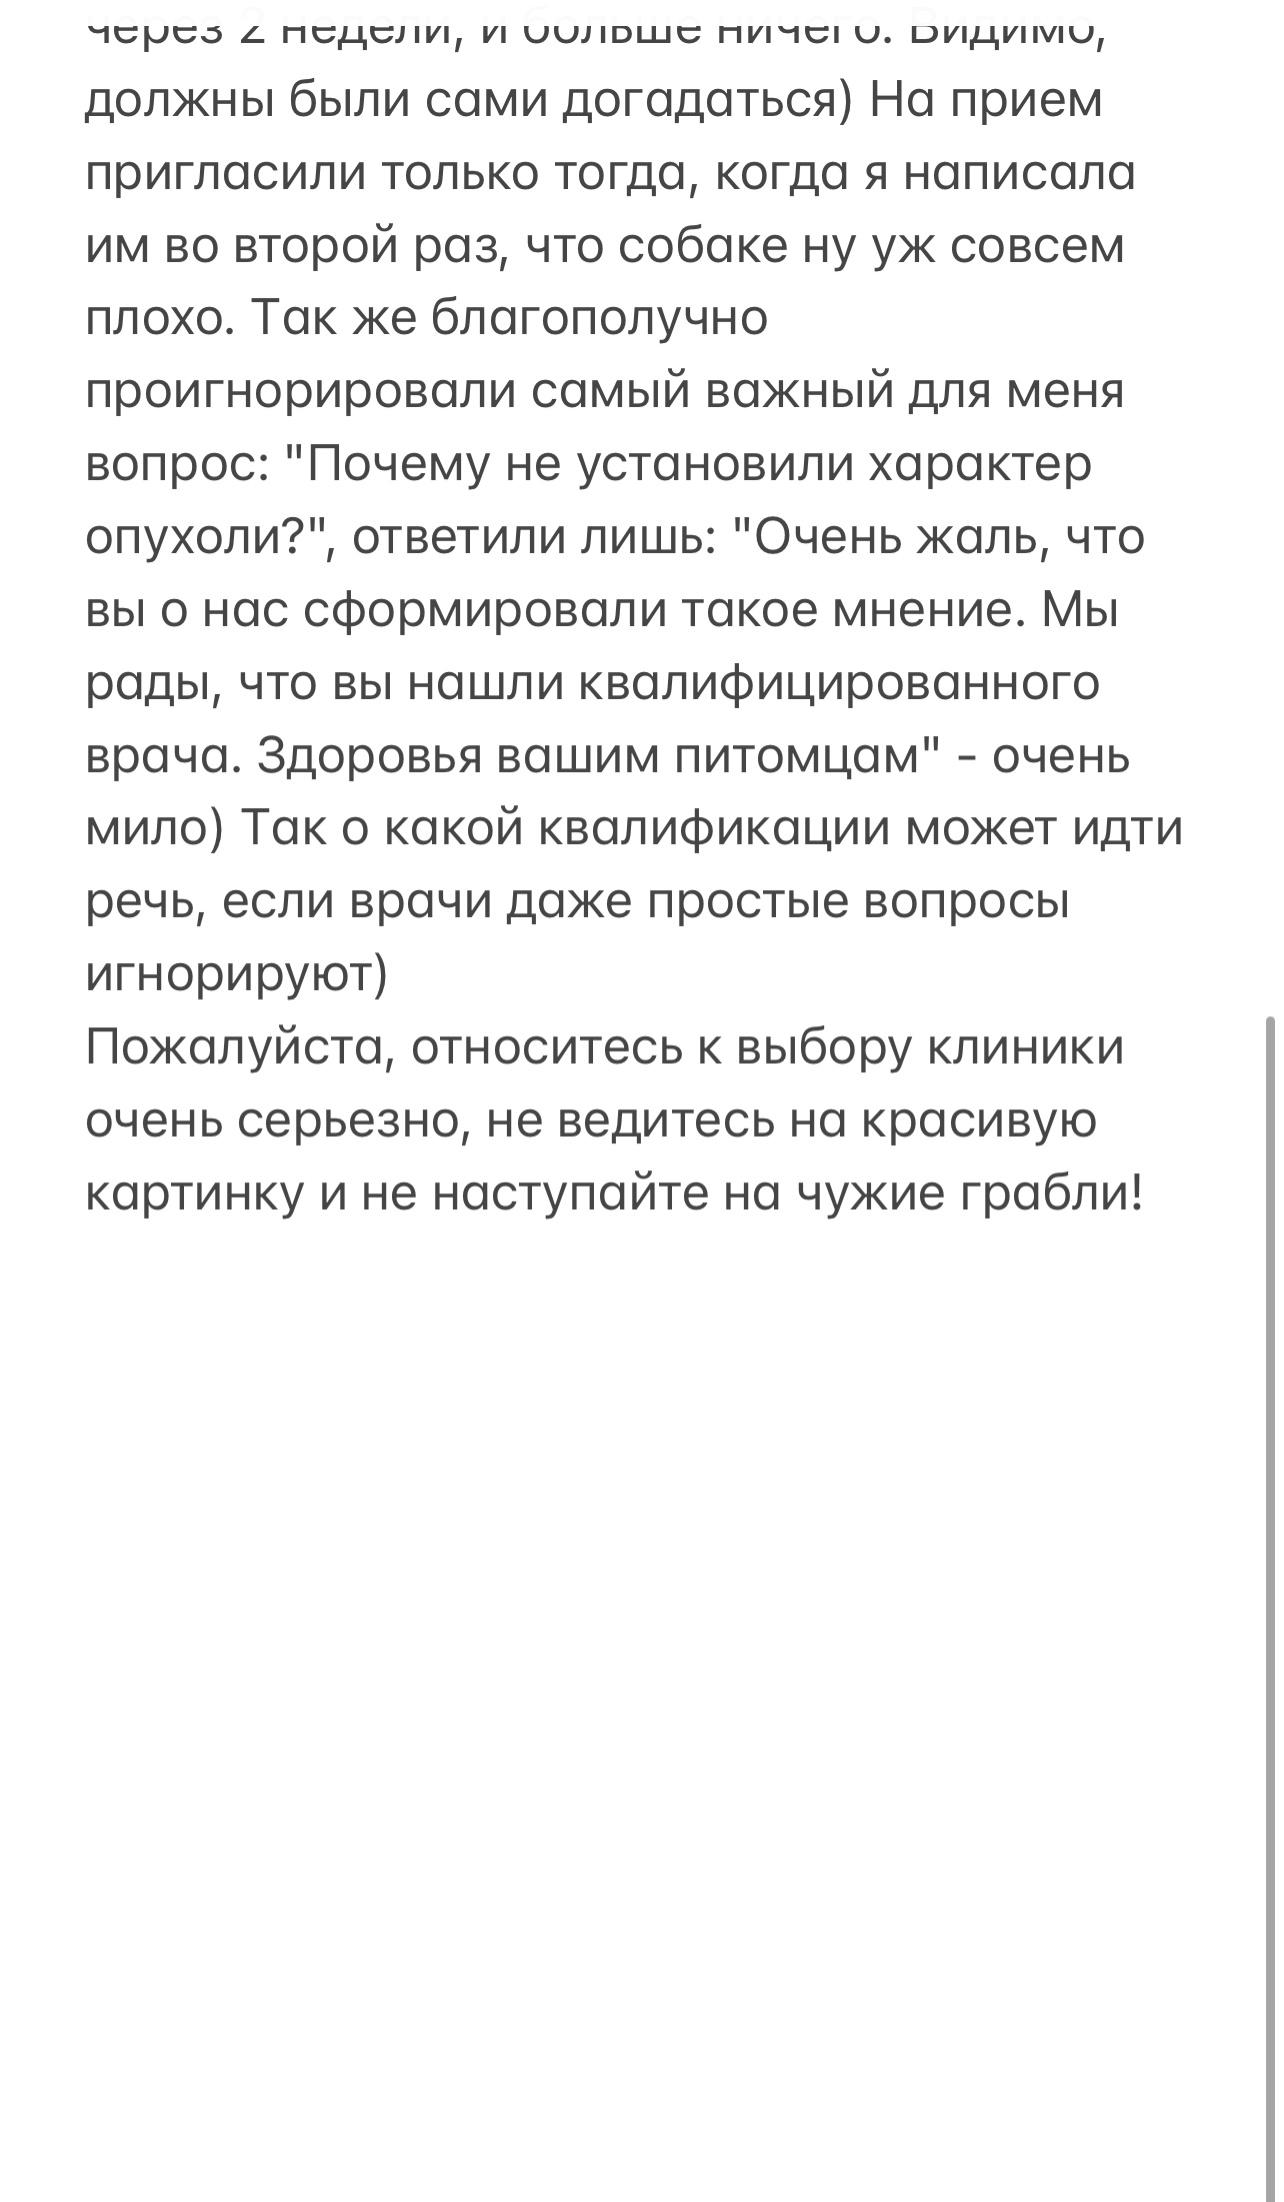 через 2 недели, и больше ничего. Видимо,
должны были сами догадаться) На прием
пригласили только тогда, когда я написала
им во второй раз, что собаке ну уж совсем
плохо. Так же благополучно
проигнорировали самый важный для меня
вопрос: "Почему не установили характер
опухоли?", ответили лишь: "Очень жаль, что
вы о нас сформировали такое мнение. Мы
рады, что вы нашли квалифицированного
врача. Здоровья вашим питомцам" - очень
мило) Так о какой квалификации может идти
речь, если врачи даже простые вопросы
игнорируют)
Пожалуйста, относитесь к выбору клиники
очень серьезно, не ведитесь на красивую
картинку и не наступайте на чужие грабли!